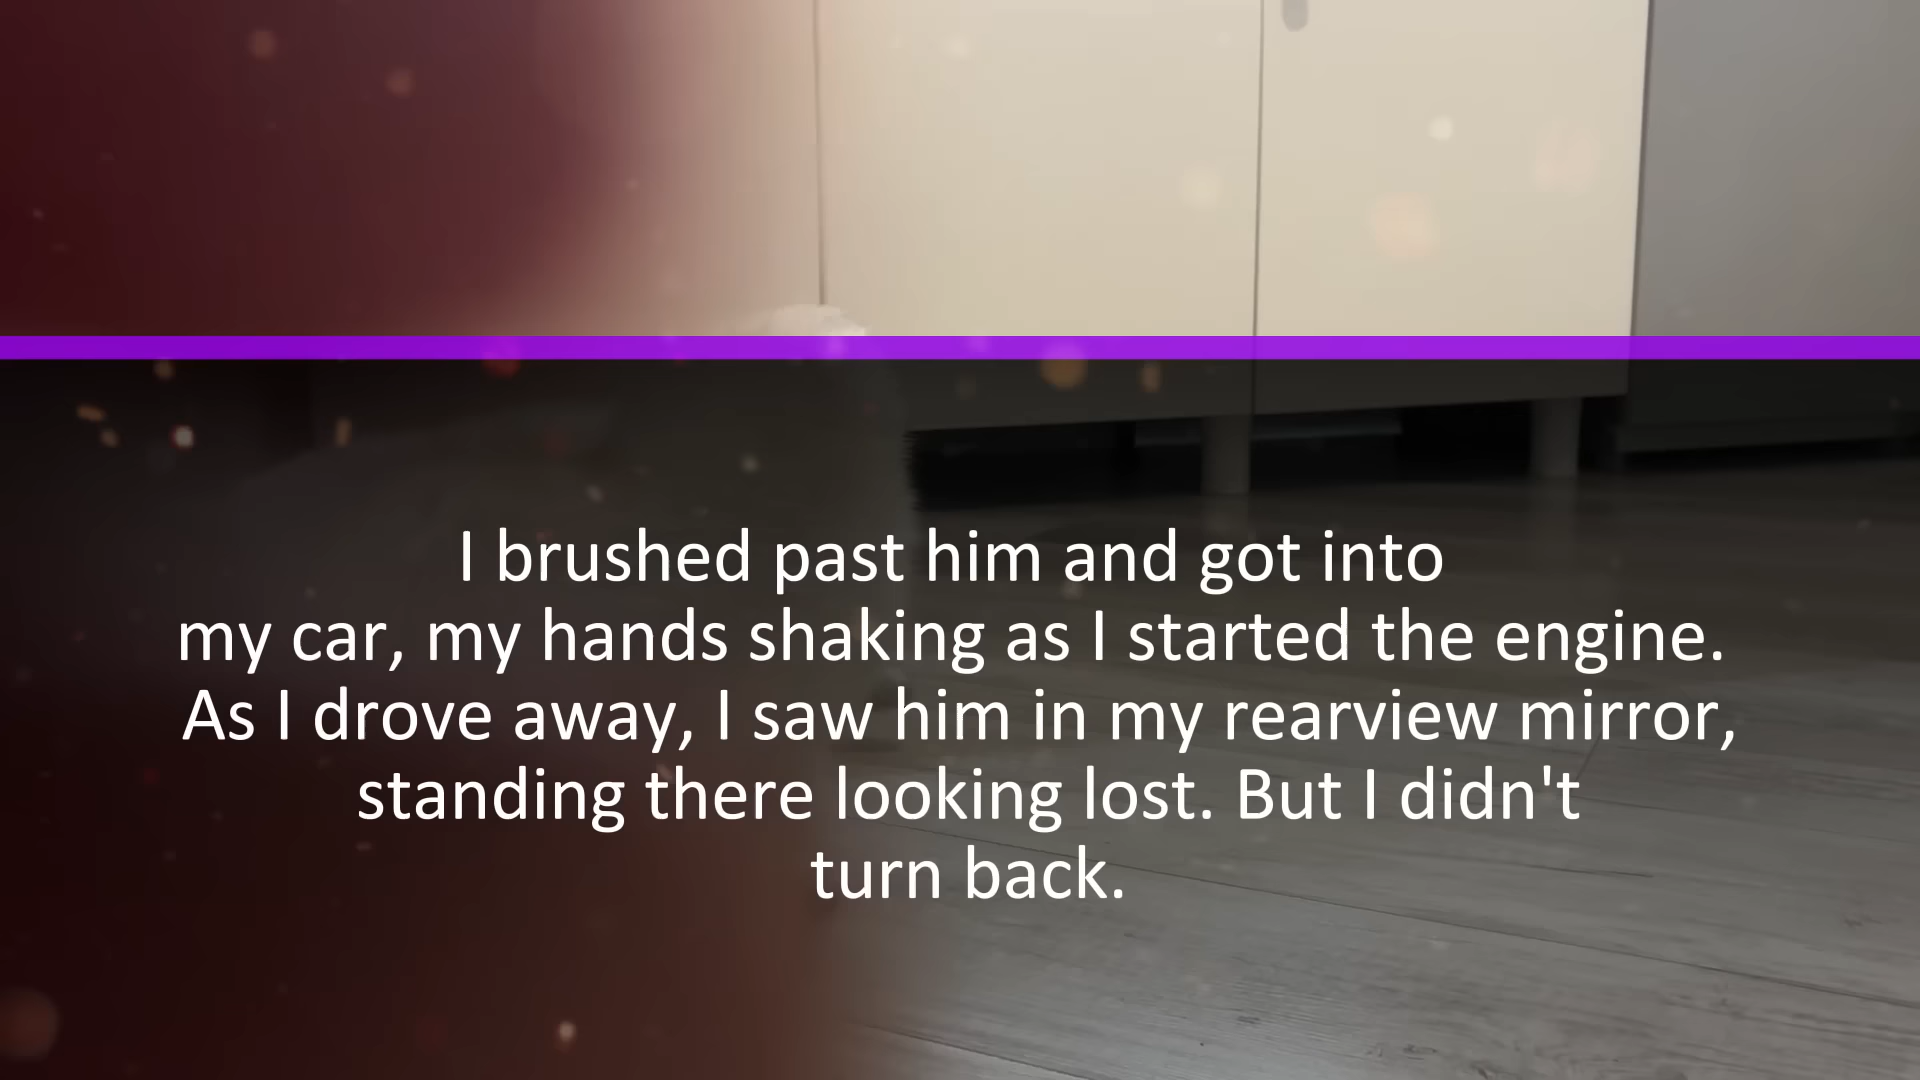 I brushed past him and got into
my car, my hands shaking as I started the engine.
As I drove away, I saw him in my rearview mirror,
standing there looking lost. But I didn't
turn back.